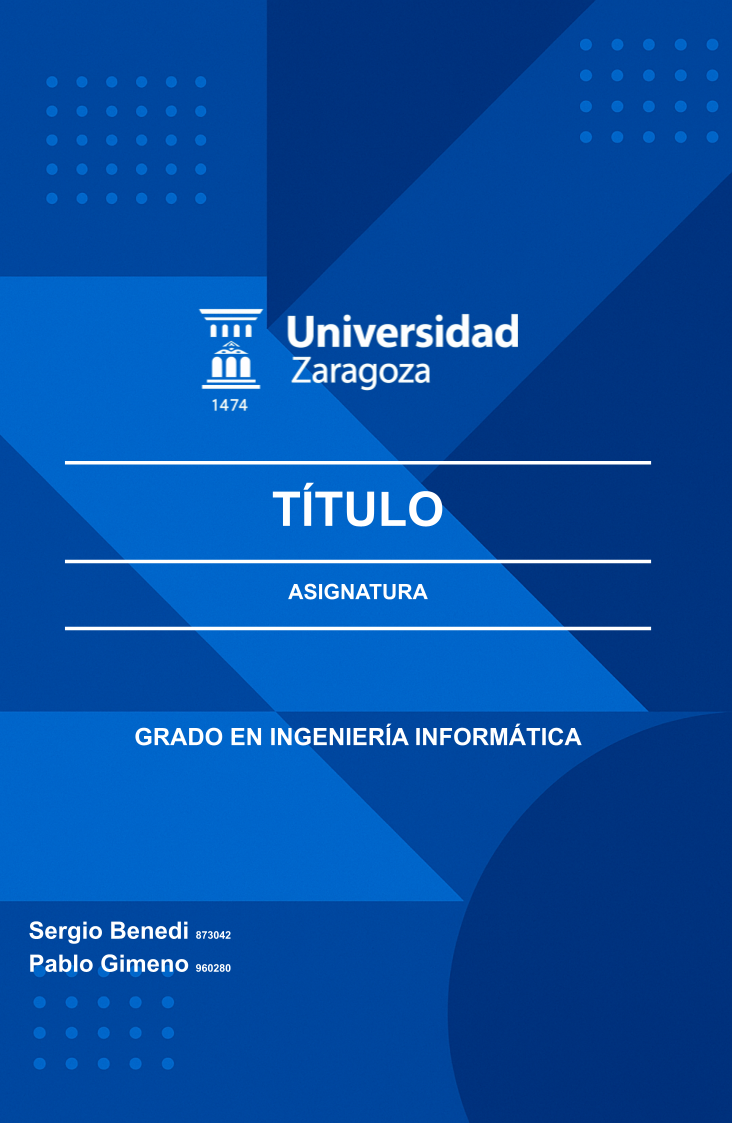 Universidad
Zaragoza
1474
TÍTULO
ASIGNATURA
GRADO EN INGENIERÍA INFORMÁTICA
Sergio Benedi 873042
Pablo Gimeno 960280